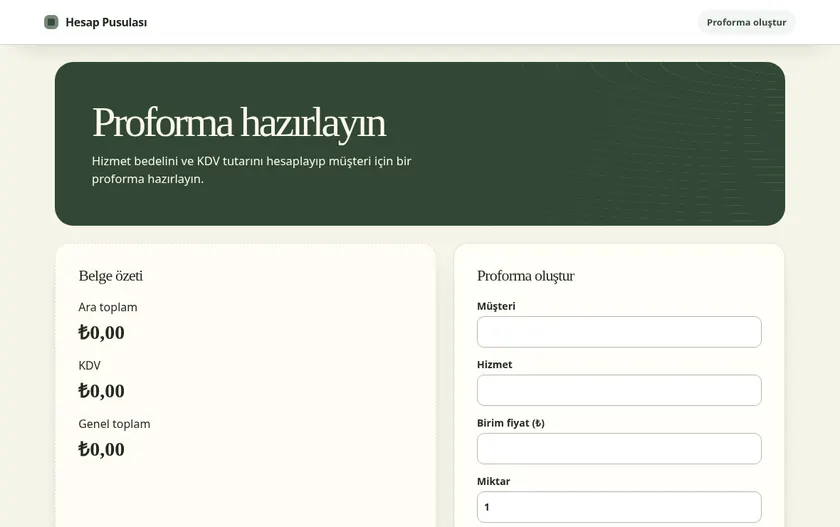 Hesap Pusulası
Proforma oluştur
Proforma hazırlayın
Hizmet bedelini ve KDV tutarını hesaplayıp müşteri için bir
proforma hazırlayın.
Belge özeti
Ara toplam
₺0,00
KDV
₺0,00
Genel toplam
₺0,00
Proforma oluştur
Müşteri
Hizmet
Birim fiyat (₺)
Miktar
1